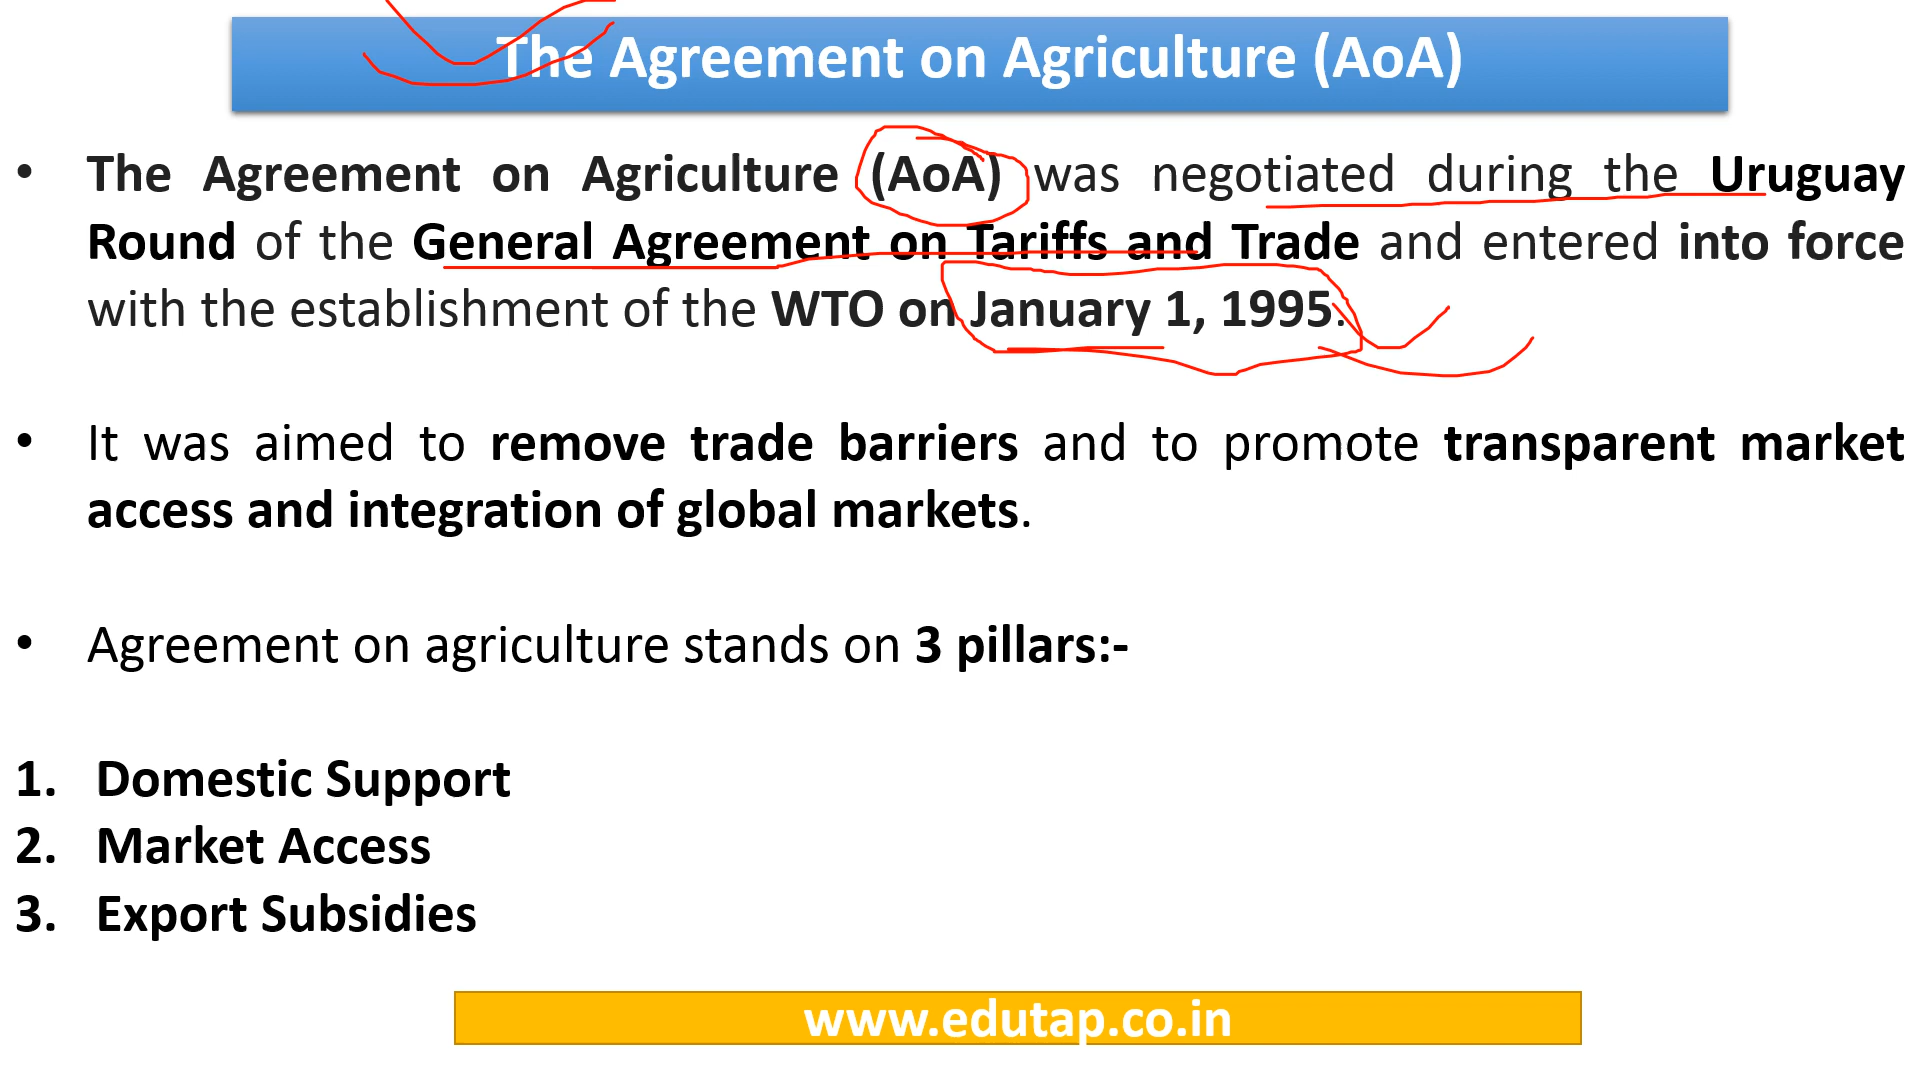 The Agreement on Agriculture (AoA)
• The Agreement on Agriculture (AoA) was negotiated during the Uruguay
Round of the General Agreement on Tariffs and Trade and entered into force
with the establishment of the WTO on January 1, 1995.
• It was aimed to remove trade barriers and to promote transparent market
access and integration of global markets.
• Agreement on agriculture stands on 3 pillars:-
1. Domestic Support
2. Market Access
3. Export Subsidies
www.edutap.co.in